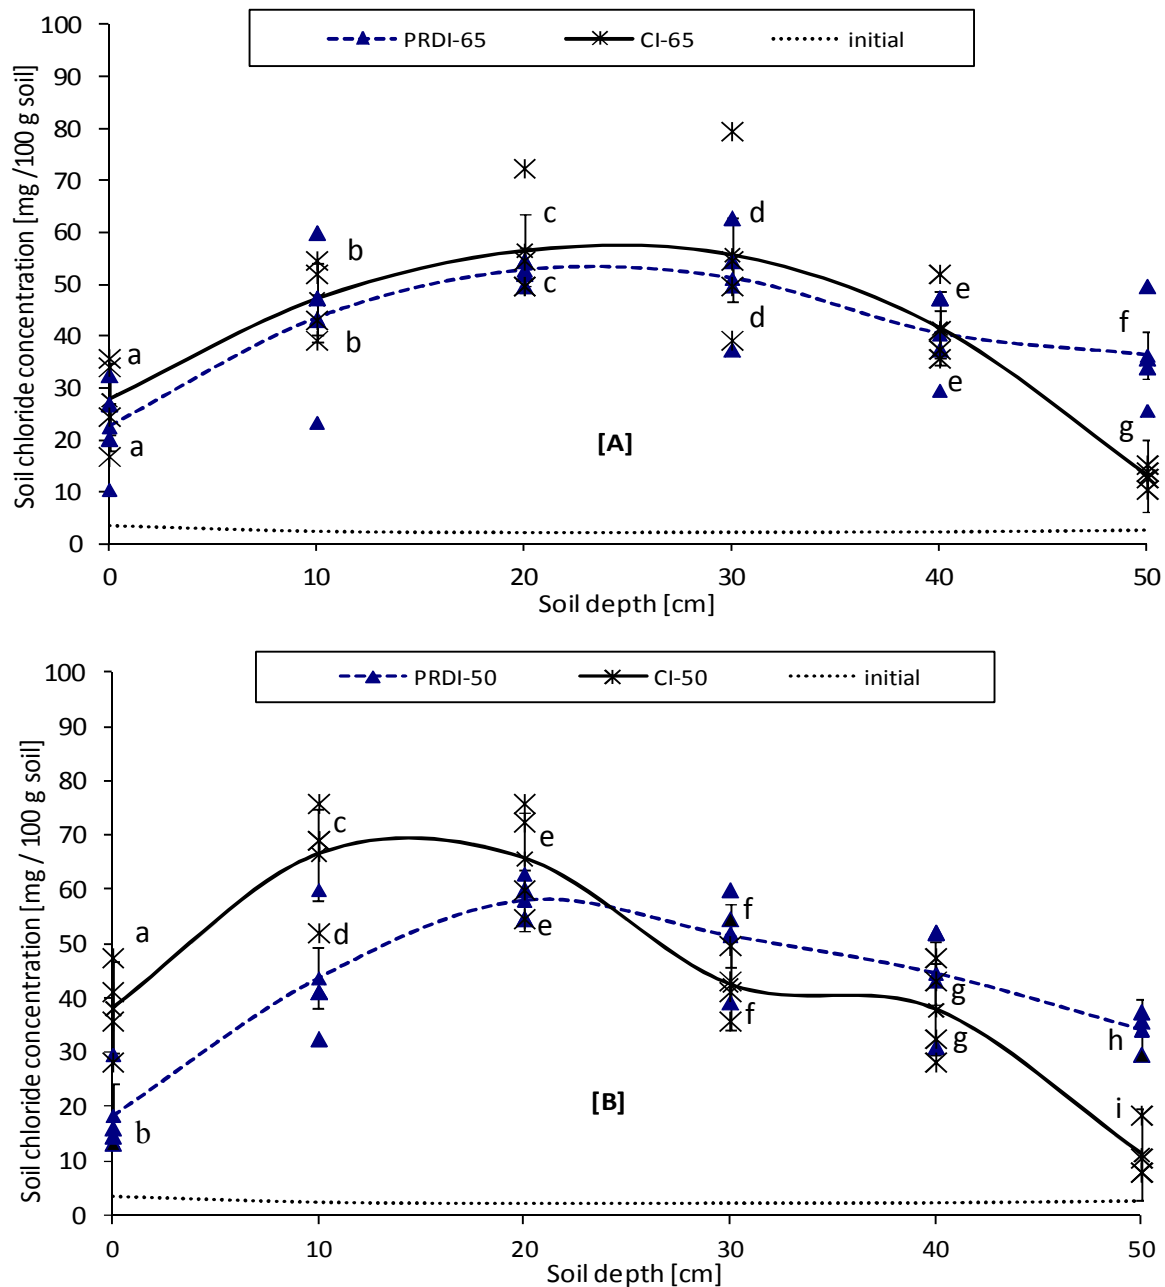 PRDI-65 CI-65 initial
Soil chloride concentration [mg /100 g soil]
100
90
80
70
60
50
40
30
20
10
0
a
a
b
b
c
c
d
d
e
e
f
g
[A]
0 10 20 30 40 50
Soil depth [cm]
PRDI-50 CI-50 initial
Soil chloride concentration [mg / 100 g soil]
100
90
80
70
60
50
40
30
20
10
0
a
b
c
d
e
e
f
f
g
g
h
i
[B]
0 10 20 30 40 50
Soil depth [cm]